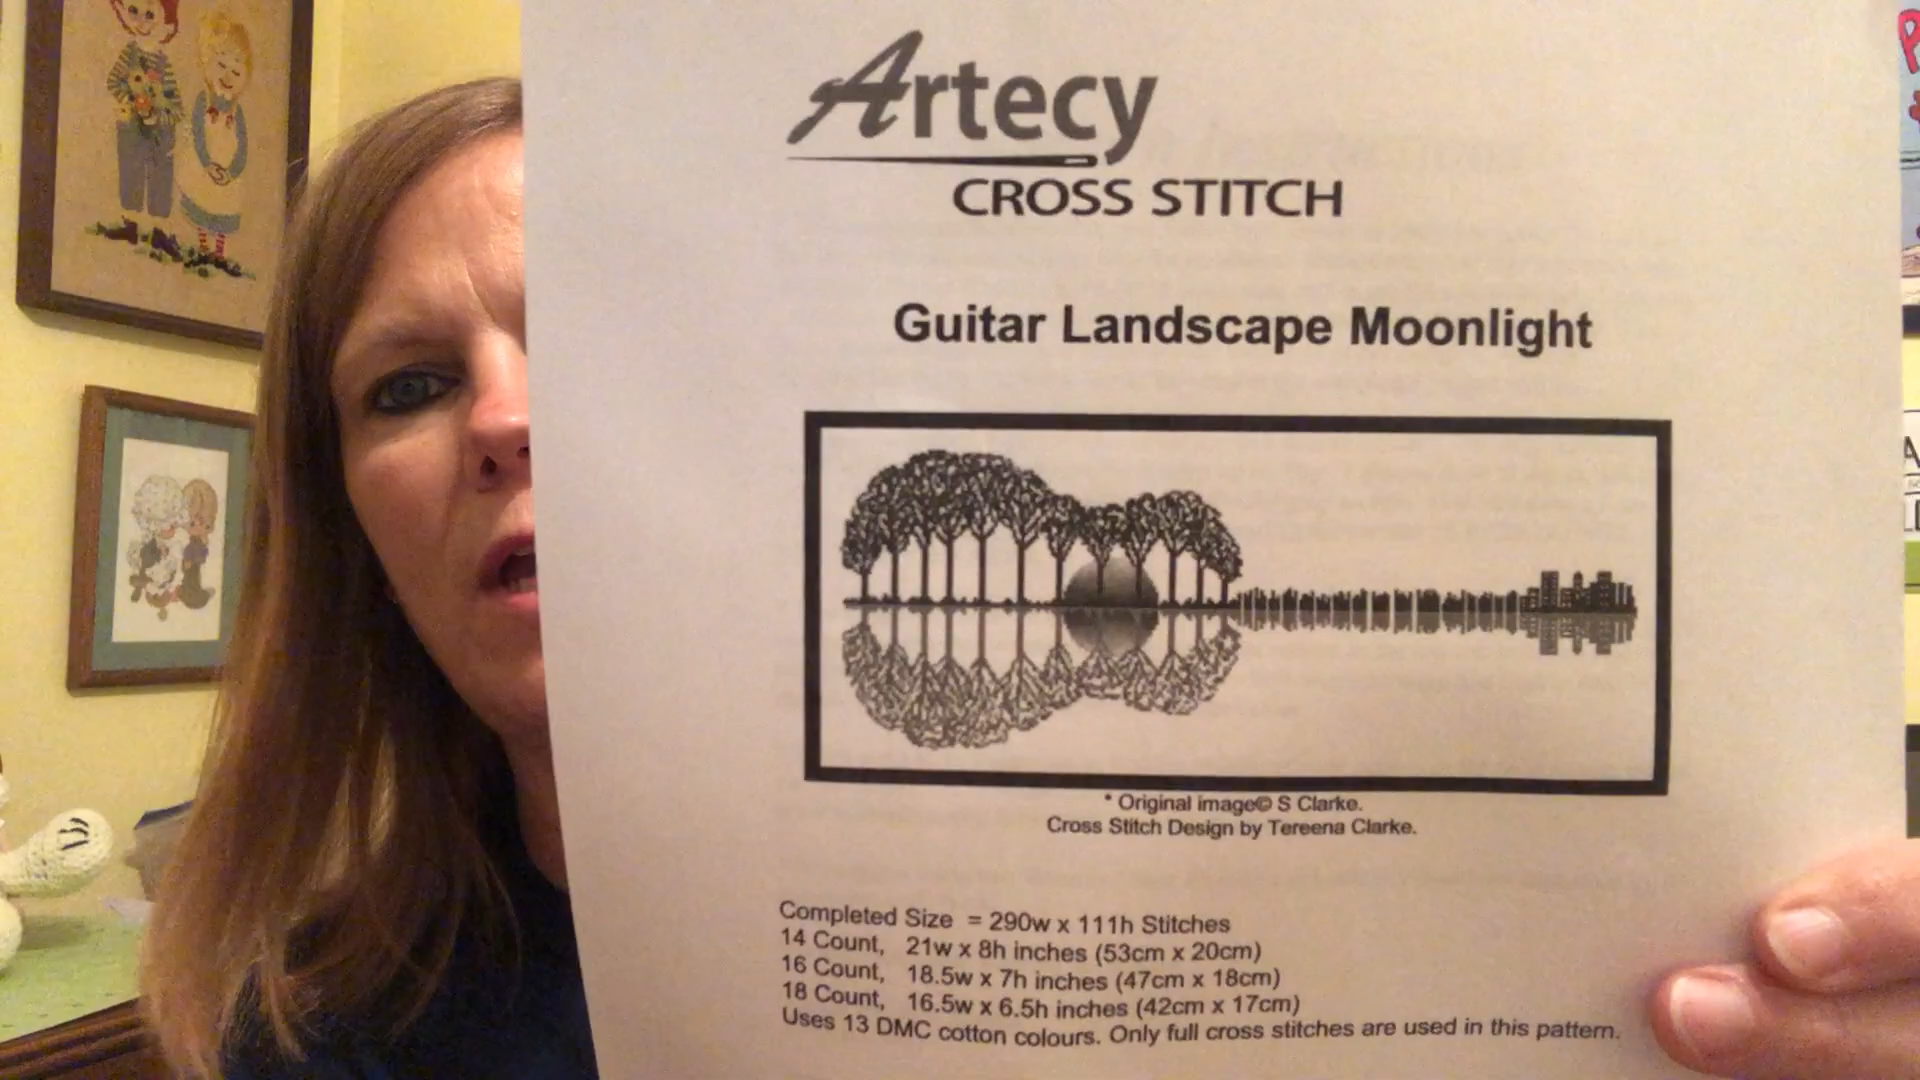 Artecy
CROSS STITCH
Guitar Landscape Moonlight
* Original image© S Clarke.
Cross Stitch Design by Tereena Clarke.
Completed Size = 290w x 111h Stitches
14 Count, 21w x 8h inches (53cm x 20cm)
16 Count, 18.5w x 7h inches (47cm x 18cm)
18 Count, 16.5w x 6.5h inches (42cm x 17cm)
Uses 13 DMC cotton colours. Only full cross stitches are used in this pattern.